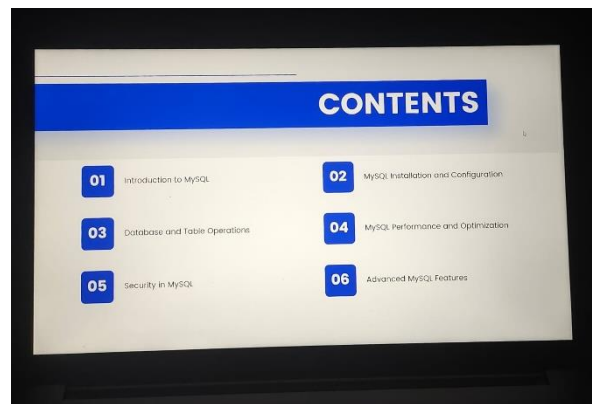 CONTENTS
01 Introduction to MySQL
02 MySQL Installation and Configuration
03 Database and Table Operations
04 MySQL Performance and Optimization
05 Security in MySQL
06 Advanced MySQL Features